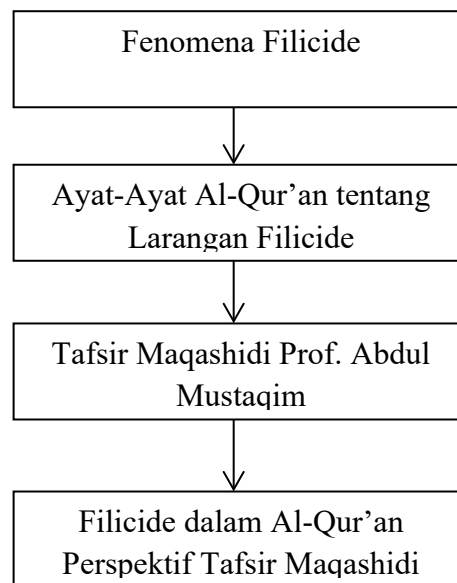 Fenomena Filicide
Ayat-Ayat Al-Qur’an tentang
Larangan Filicide
Tafsir Maqashidi Prof. Abdul
Mustaqim
Filicide dalam Al-Qur’an
Perspektif Tafsir Maqashidi